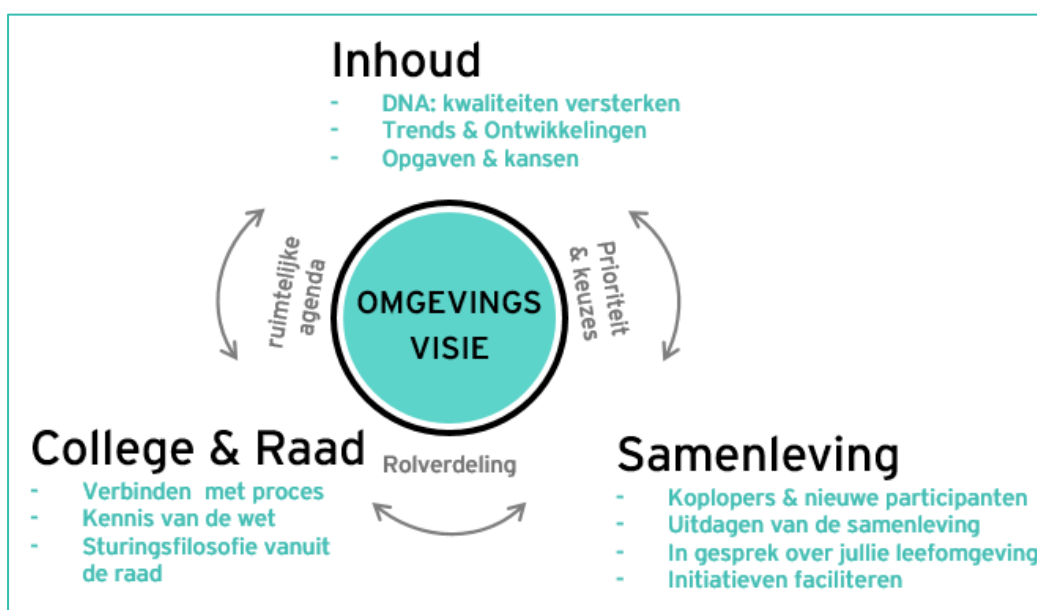 Inhoud
- DNA: kwaliteiten versterken
- Trends & Ontwikkelingen
- Opgaven & kansen
ruimtelijke
agenda
OMGEVINGS
VISIE
Prioriteit
& keuzes
College & Raad
- Verbinden met proces
- Kennis van de wet
- Sturingsfilosofie vanuit
de raad
Rolverdeling
Samenleving
- Koplopers & nieuwe participanten
- Uitdagen van de samenleving
- In gesprek over jullie leefomgeving
- Initiatieven faciliteren